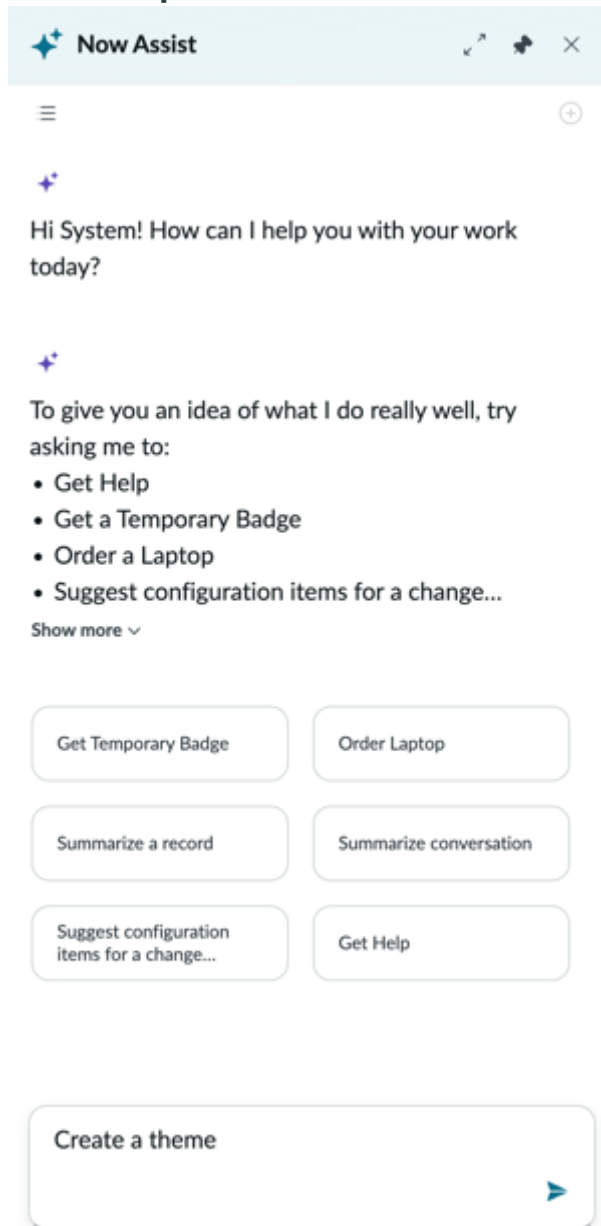 Now Assist
Hi System! How can I help you with your work
today?
To give you an idea of what I do really well, try
asking me to:
• Get Help
• Get a Temporary Badge
• Order a Laptop
• Suggest configuration items for a change...
Show more
Get Temporary Badge
Order Laptop
Summarize a record
Summarize conversation
Suggest configuration
items for a change...
Get Help
Create a theme